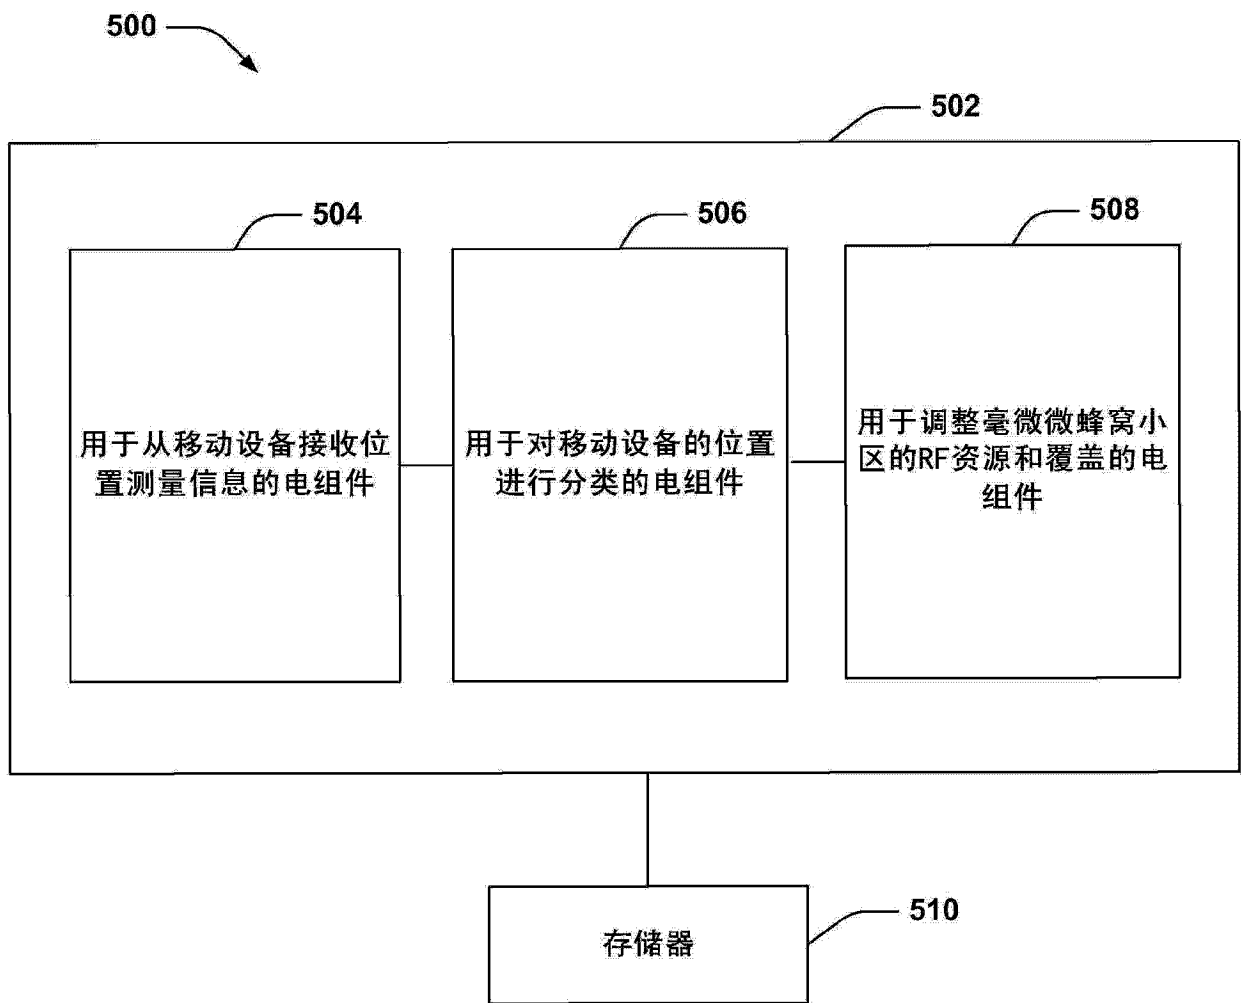 500
502
504
506
508
用于从移动设备接收位
置测量信息的电组件
用于对移动设备的位置
进行分类的电组件
用于调整毫微微蜂窝小
区的RF资源和覆盖的电
组件
510
存储器